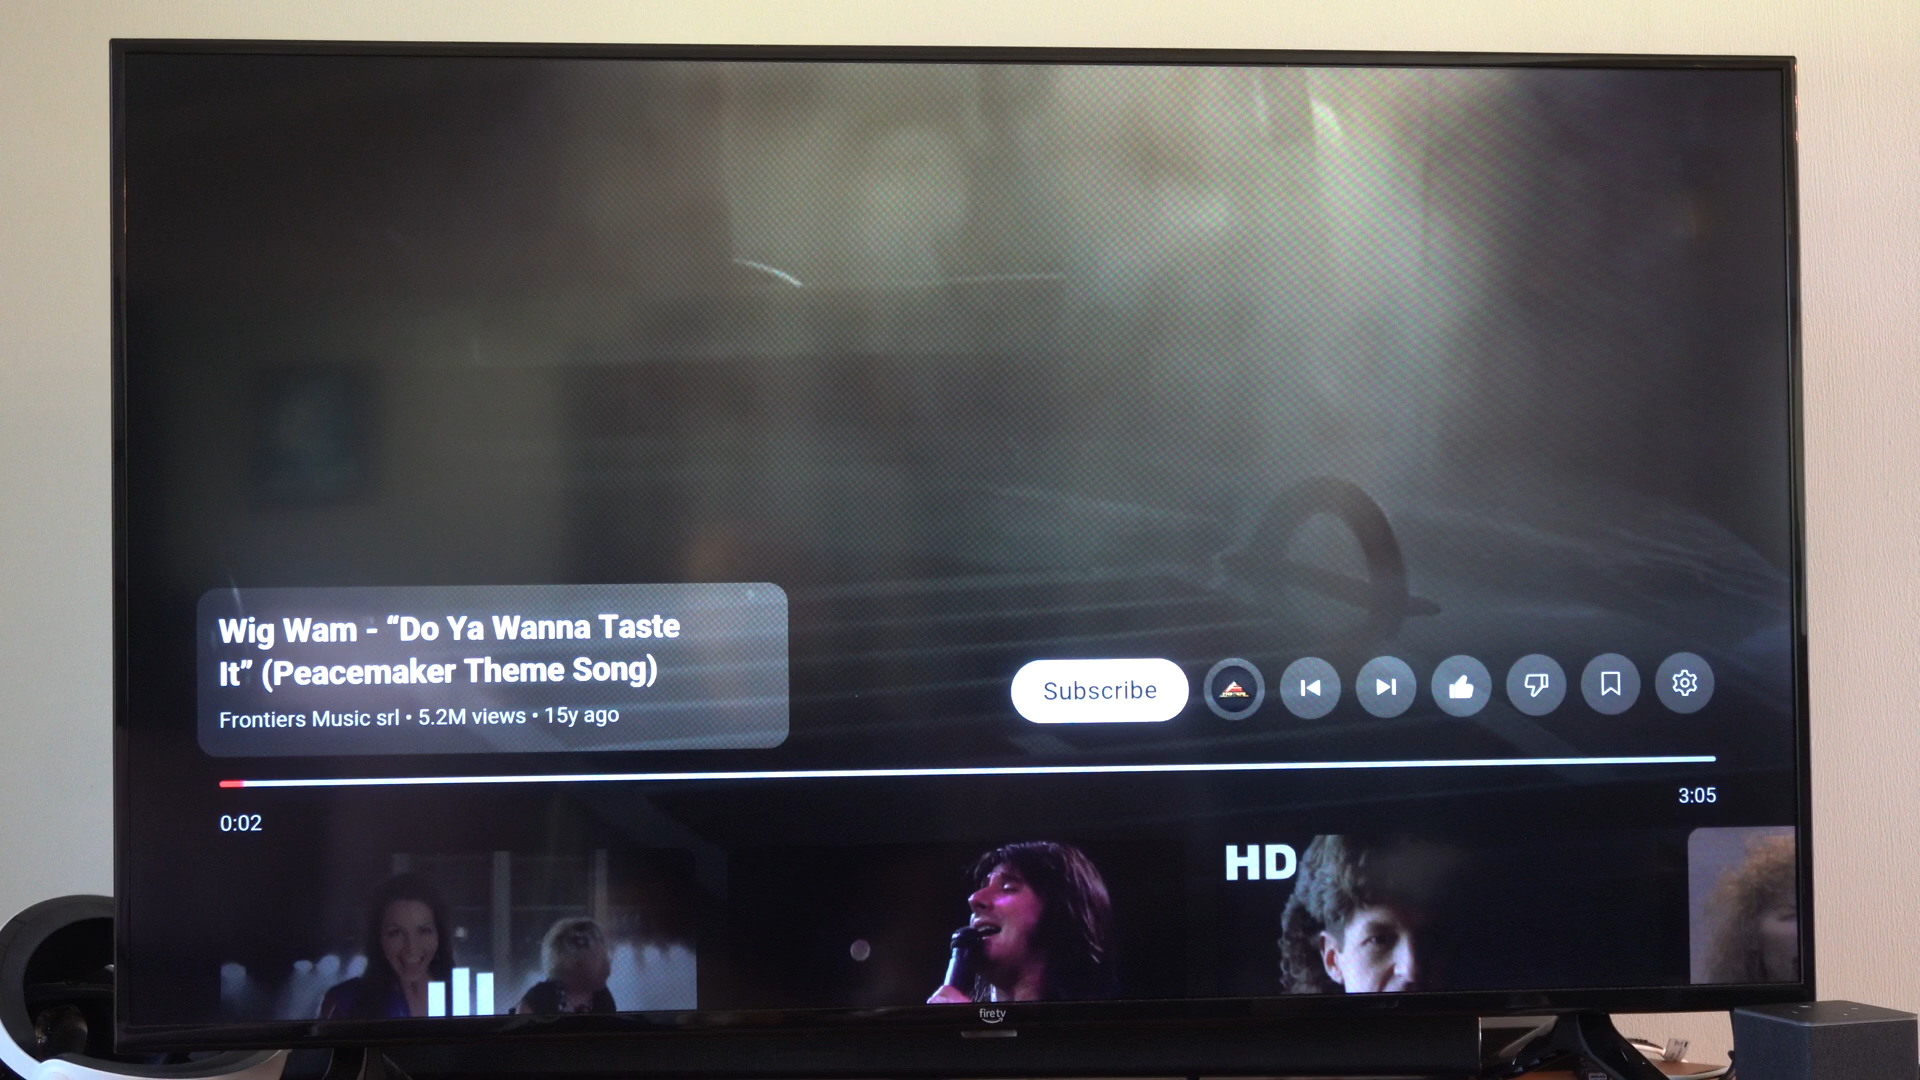 Wig Wam - “Do Ya Wanna Taste
It” (Peacemaker Theme Song)
Frontiers Music srl • 5.2M views • 15y ago
Subscribe
0:02
3:05
HD
firetv